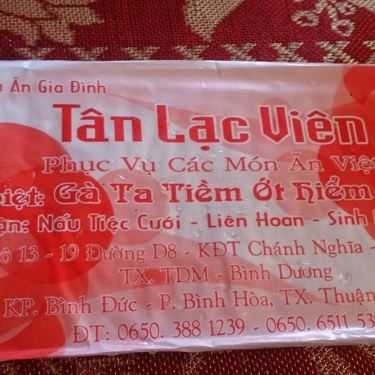 Ăn Gia Đình
Tân Lạc Viên
Phục Vụ Các Món Ăn Việt
biệt: Gà Ta Tiềm Ớt Hiểm
Nấu Tiệc Cưới - Liên Hoan - Sinh
13 - 19 Đường D8 - KĐT Chánh Nghĩa -
TX. TDM - Bình Dương
KP. Bình Đức - P. Bình Hòa, TX. Thuận
ĐT: 0650. 388 1239 - 0650. 6511 53